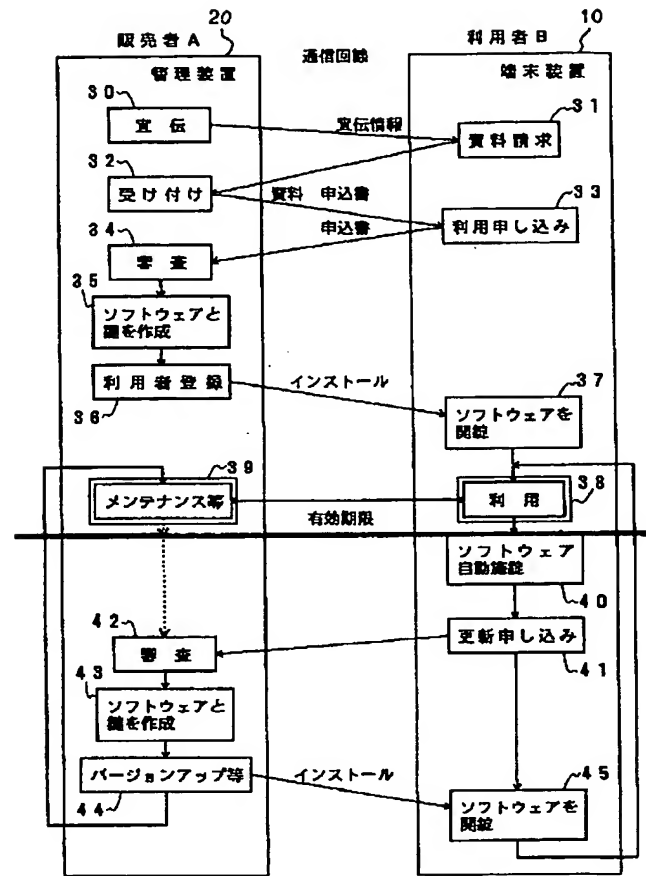 20
10
販売者A
通信回線
利用者B
管理装置
端末装置
30
宣伝
宣伝情報
31
資料請求
32
受け付け
資料 申込書
33
利用申し込み
申込書
34
審査
35
ソフトウェアと
鍵を作成
利用者登録
36
インストール
37
ソフトウェアを
開錠
39
メンテナンス等
38
利用
有効期限
ソフトウェア
自動施錠
40
42
審査
更新申し込み
41
43
ソフトウェアと
鍵を作成
バージョンアップ等
44
インストール
45
ソフトウェアを
開錠